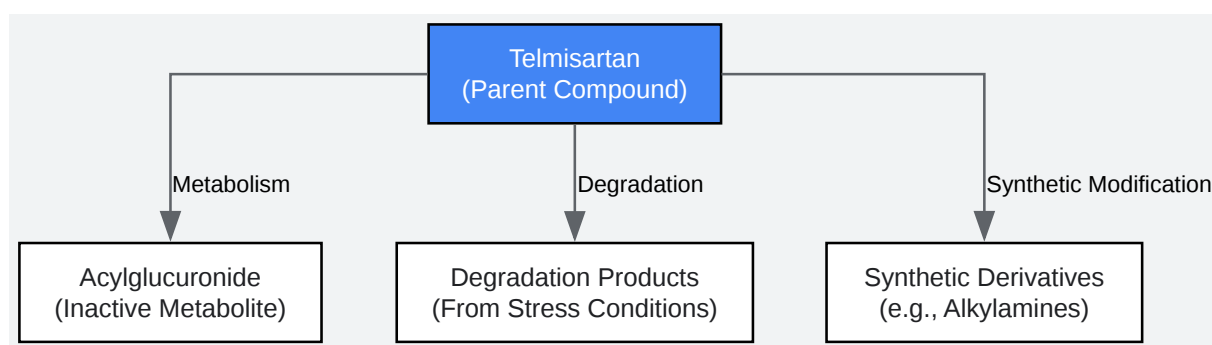 Telmisartan
(Parent Compound)
Metabolism
Degradation
Synthetic Modification
Acylglucuronide
(Inactive Metabolite)
Degradation Products
(From Stress Conditions)
Synthetic Derivatives
(e.g., Alkylamines)